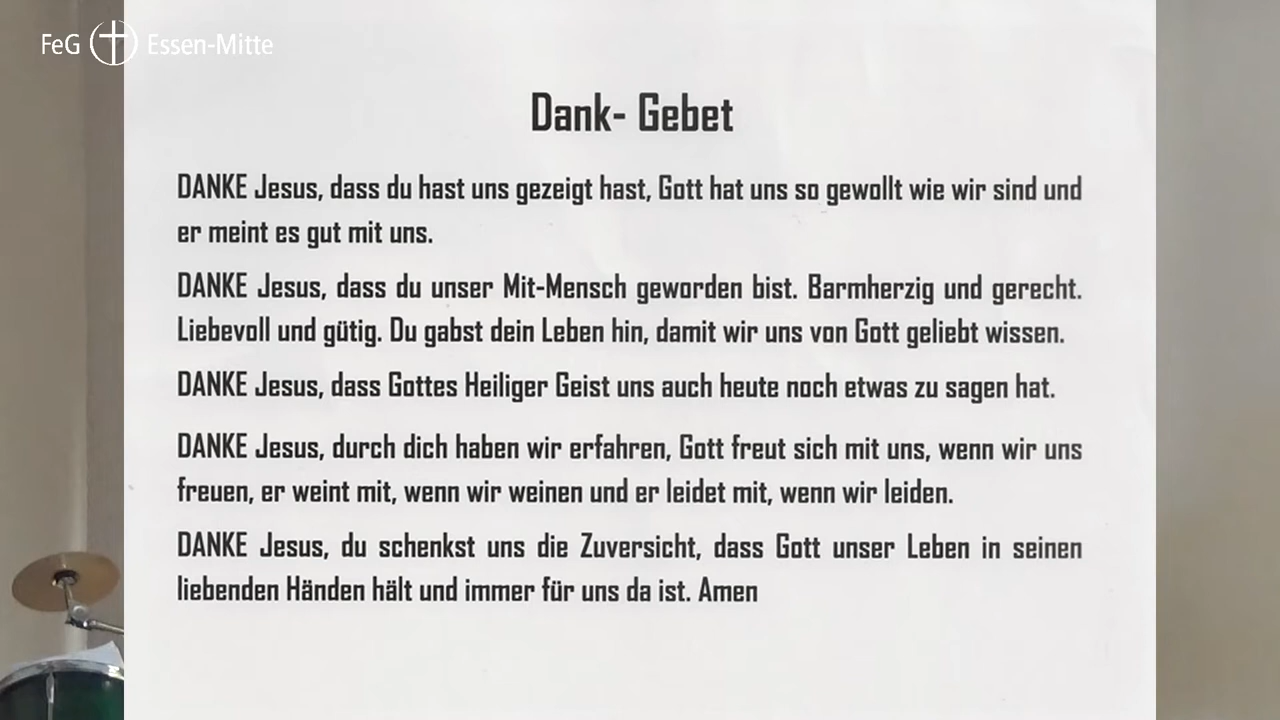 FeG Essen-Mitte
Dank- Gebet
DANKE Jesus, dass du hast uns gezeigt hast, Gott hat uns so gewollt wie wir sind und
er meint es gut mit uns.
DANKE Jesus, dass du unser Mit-Mensch geworden bist. Barmherzig und gerecht.
Liebevoll und gütig. Du gabst dein Leben hin, damit wir uns von Gott geliebt wissen.
DANKE Jesus, dass Gottes Heiliger Geist uns auch heute noch etwas zu sagen hat.
DANKE Jesus, durch dich haben wir erfahren, Gott freut sich mit uns, wenn wir uns
freuen, er weint mit, wenn wir weinen und er leidet mit, wenn wir leiden.
DANKE Jesus, du schenkst uns die Zuversicht, dass Gott unser Leben in seinen
liebenden Händen hält und immer für uns da ist. Amen